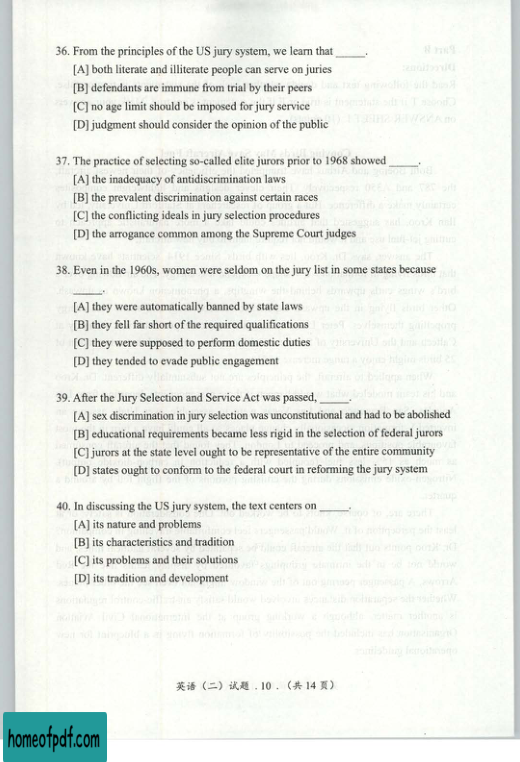 36. From the principles of the US jury system, we learn that _____.
[A] both literate and illiterate people can serve on juries
[B] defendants are immune from trial by their peers
[C] no age limit should be imposed for jury service
[D] judgment should consider the opinion of the public
37. The practice of selecting so-called elite jurors prior to 1968 showed _____.
[A] the inadequacy of antidiscrimination laws
[B] the prevalent discrimination against certain races
[C] the conflicting ideals in jury selection procedures
[D] the arrogance common among the Supreme Court judges
38. Even in the 1960s, women were seldom on the jury list in some states because
_____.
[A] they were automatically banned by state laws
[B] they fell far short of the required qualifications
[C] they were supposed to perform domestic duties
[D] they tended to evade public engagement
39. After the Jury Selection and Service Act was passed, _____.
[A] sex discrimination in jury selection was unconstitutional and had to be abolished
[B] educational requirements became less rigid in the selection of federal jurors
[C] jurors at the state level ought to be representative of the entire community
[D] states ought to conform to the federal court in reforming the jury system
40. In discussing the US jury system, the text centers on _____.
[A] its nature and problems
[B] its characteristics and tradition
[C] its problems and their solutions
[D] its tradition and development
英语（二）试题 . 10 . （共 14 页）
homeofpdf.com